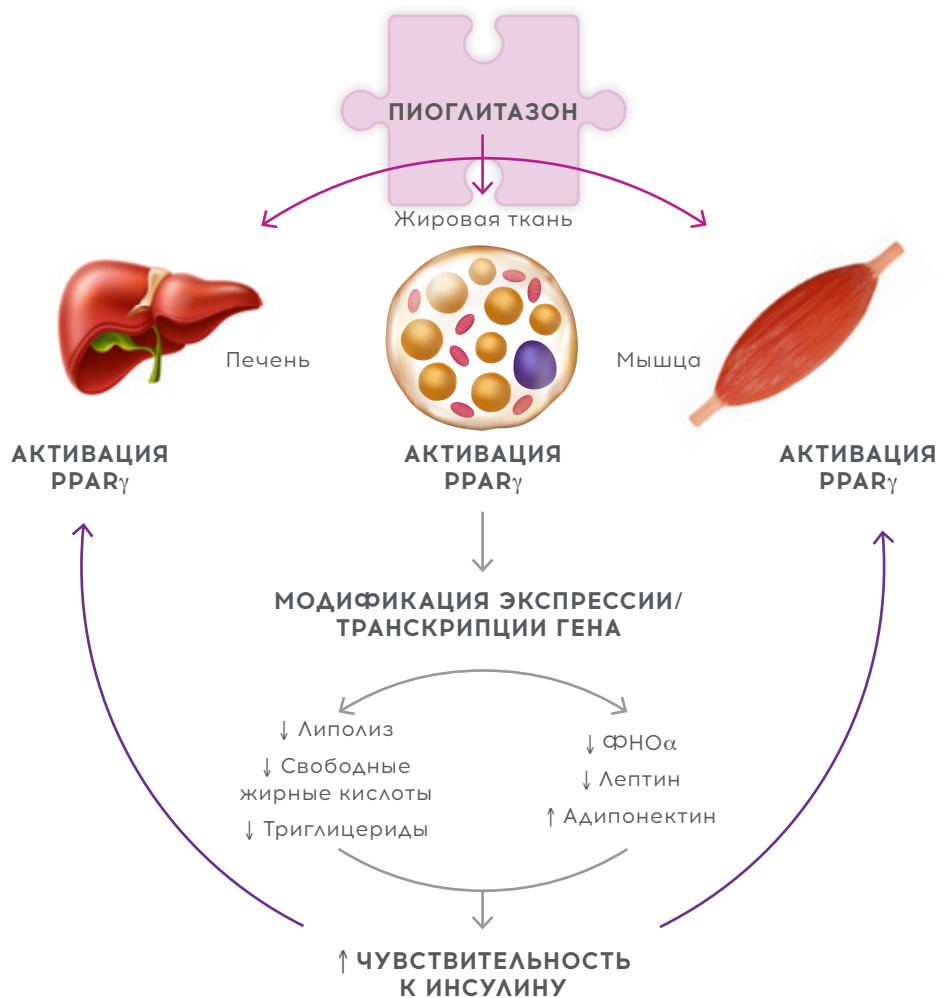 ПИОГЛИТАЗОН
Жировая ткань
Печень
Мышца
АКТИВАЦИЯ
PPARγ
АКТИВАЦИЯ
PPARγ
АКТИВАЦИЯ
PPARγ
МОДИФИКАЦИЯ ЭКСПРЕССИИ/
ТРАНСКРИПЦИИ ГЕНА
↓ Липолиз
↓ Свободные
жирные кислоты
↓ Триглицериды
↓ ФНОα
↓ Лептин
↑ Адипонектин
↑ ЧУВСТВИТЕЛЬНОСТЬ
К ИНСУЛИНУ